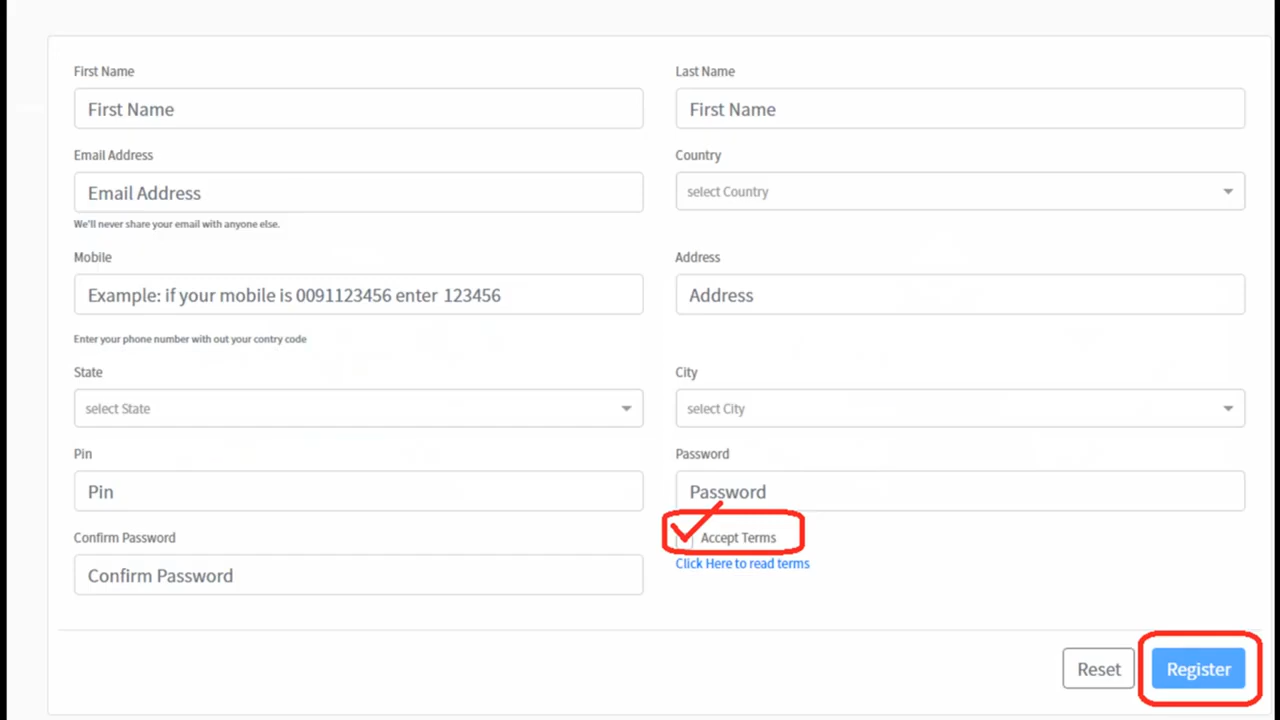 First Name
Last Name
First Name
First Name
Email Address
Country
Email Address
select Country
We'll never share your email with anyone else.
Mobile
Address
Example: if your mobile is 0091123456 enter 123456
Address
Enter your phone number with out your contry code
State
City
select State
select City
Pin
Password
Pin
Password
Confirm Password
Accept Terms
Click Here to read terms
Confirm Password
Reset
Register